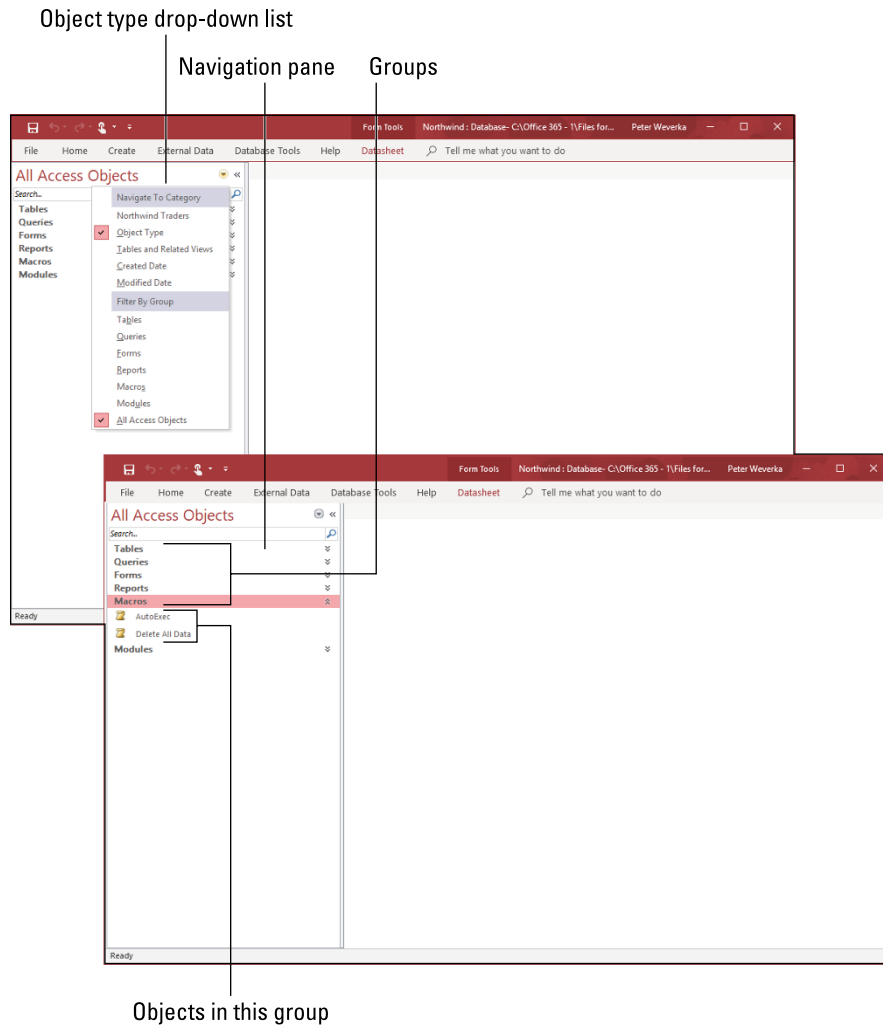 Object type drop-down list
Navigation pane Groups
Form Tools Northwind : Database- C:\Office 365 - 1\Files for... Peter Weverka
File Home Create External Data Database Tools Help Datasheet Tell me what you want to do
All Access Objects
Search...
Tables
Queries
Forms
Reports
Macros
Modules
Navigate To Category
Northwind Traders
Object Type
Tables and Related Views
Created Date
Modified Date
Filter By Group
Tables
Queries
Forms
Reports
Macros
Modules
All Access Objects
Ready
Form Tools Northwind : Database- C:\Office 365 - 1\Files for... Peter Weverka
File Home Create External Data Database Tools Help Datasheet Tell me what you want to do
All Access Objects
Search...
Tables
Queries
Forms
Reports
Macros
AutoExec
Delete All Data
Modules
Ready
Objects in this group